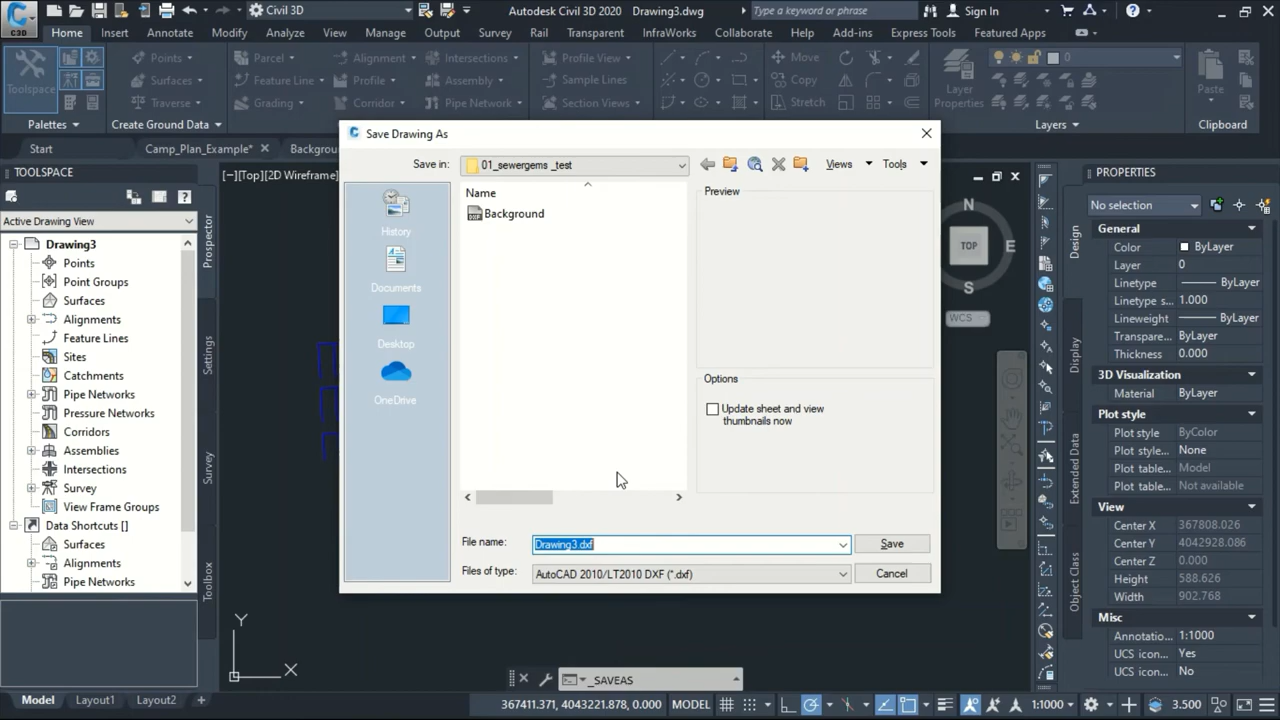 Camp_Plan_Example*
Civil 3D
Autodesk Civil 3D 2020 Drawing3.dwg
Type a keyword or phrase
Sign In
C3D
Home Insert Annotate Modify Analyze View Manage Output Survey Rail Transparent InfraWorks Collaborate Help Add-ins Express Tools Featured Apps
Toolspace
Points
Surfaces
Traverse
Parcel
Feature Line
Grading
Alignment
Profile
Corridor
Intersections
Assembly
Pipe Network
Profile View
Sample Lines
Section Views
Move
Copy
Stretch
Layer
Properties
0
Paste
Palettes
Create Ground Data
Layers
Clipboard
Start
Camp_Plan_Example*
Backgrou
TOOLSPACE
Active Drawing View
Drawing3
Points
Point Groups
Surfaces
Alignments
Feature Lines
Sites
Catchments
Pipe Networks
Pressure Networks
Corridors
Assemblies
Intersections
Survey
View Frame Groups
Data Shortcuts []
Surfaces
Alignments
Pipe Networks
Prospector
Settings
Survey
Toolbox
[−][Top][2D Wireframe]
Save Drawing As
Save in: 01_sewergems _test
Views
Tools
Name
Background
History
Documents
Desktop
OneDrive
Preview
Options
Update sheet and view
thumbnails now
File name: Drawing3.dxf
Save
Files of type: AutoCAD 2010/LT2010 DXF (*.dxf)
Cancel
N
TOP
E
S
WCS
Y
X
_SAVEAS
PROPERTIES
No selection
General
Color ByLayer
Layer 0
Linetype ByLayer
Linetype s... 1.000
Lineweight ByLayer
Transpare... ByLayer
Thickness 0.000
3D Visualization
Material ByLayer
Plot style
Plot style ByColor
Plot style... None
Plot table... Model
Plot table... Not available
View
Center X 367808.026
Center Y 4042928.086
Center Z 0.000
Height 588.626
Width 902.768
Misc
Annotatio... 1:1000
UCS icon... Yes
UCS icon... No
Design
Display
Extended Data
Object Class
Model Layout1 Layout2 +
367411.371, 4043221.878, 0.000 MODEL
1:1000
3.500